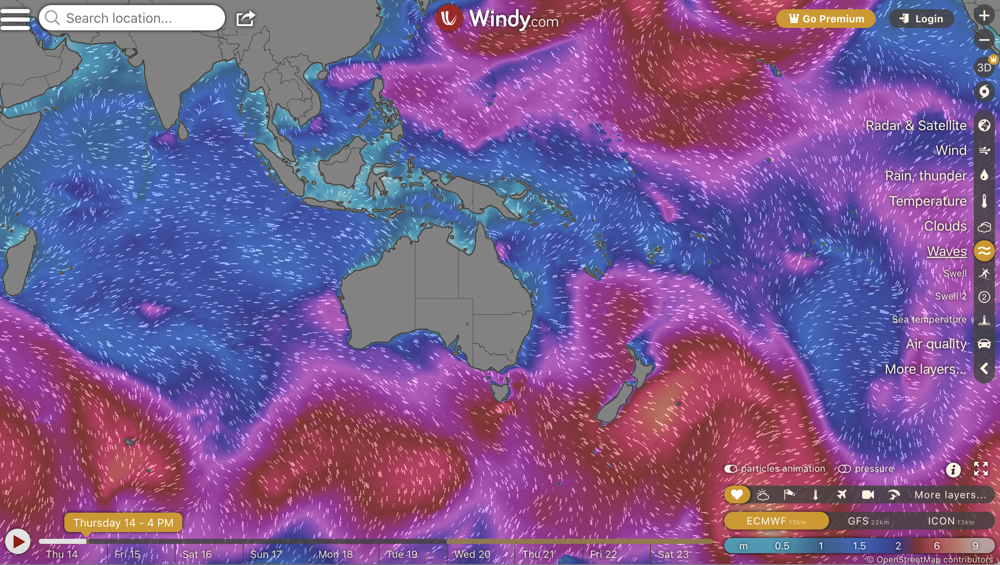 Search location...
Windy.com
Go Premium
Login
3D
Radar & Satellite
Wind
Rain, thunder
Temperature
Clouds
Waves
Swell
Swell 2
2
Sea temperature
Air quality
More layers...
particles animation
pressure
i
More layers...
Thursday 14 - 4 PM
ECMWF 13km GFS 22km ICON 13km
m 0.5 1 1.5 2 6 9
Thu 14 Fri 15 Sat 16 Sun 17 Mon 18 Tue 19 Wed 20 Thu 21 Fri 22 Sat 23
© OpenStreetMap contributors